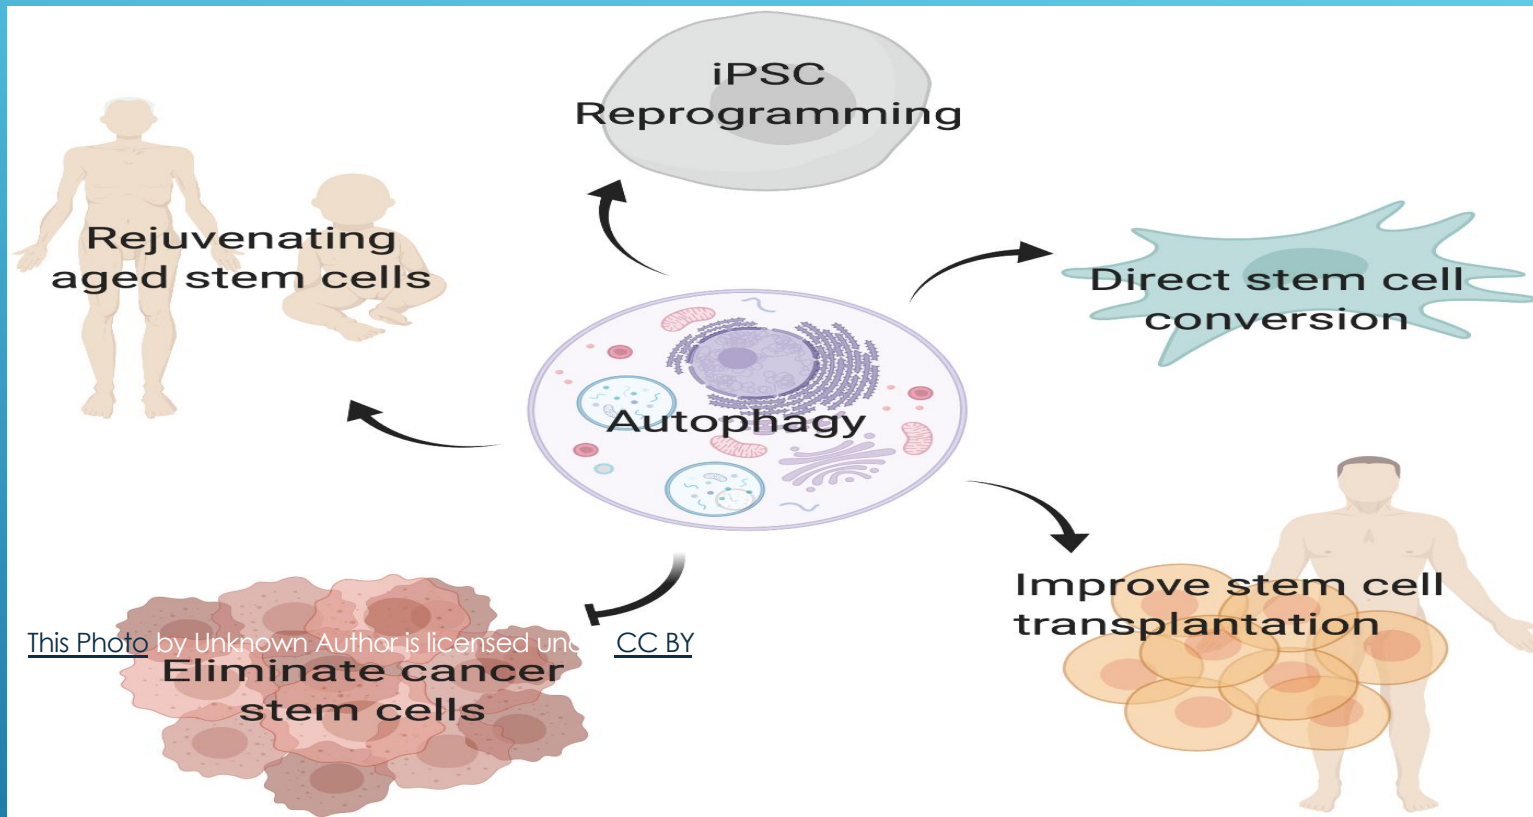 iPSC
Reprogramming
Rejuvenating
aged stem cells
Direct stem cell
conversion
Autophagy
Improve stem cell
transplantation
This Photo by Unknown Author is licensed CC BY
Eliminate cancer
stem cells